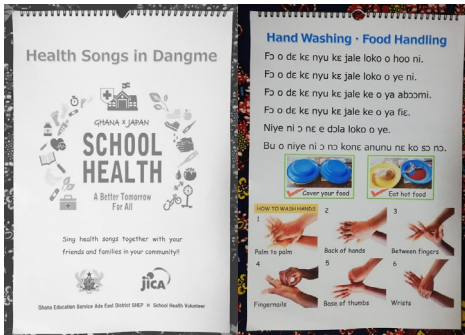 Health Songs in Dangme
GHANA x JAPAN
SCHOOL
HEALTH
A Better Tomorrow
For All
Sing health songs together with your
friends and families in your community!!
jica
Ghana Education Service Ada East District SHEP School Health Volunteer
Hand Washing · Food Handling
Fɔ o dɛ kɛ nyu kɛ jale loko o hoo ni.
Fɔ o dɛ kɛ nyu kɛ jale loko o ye ni.
Fɔ o dɛ kɛ nyu kɛ jale ke o ya abɔɔmi.
Fɔ o dɛ kɛ nyu kɛ jale ke o ya fiɛ.
Niye ni ɔ nɛ e dɔla loko o ye.
Bu o niye ni ɔ nɔ konɛ anunu nɛ ko sɔ nɔ.
Cover your food
Eat hot food
HOW TO WASH HANDS
1
2
3
Palm to palm
Back of hands
Between fingers
4
5
6
Fingernails
Base of thumbs
Wrists